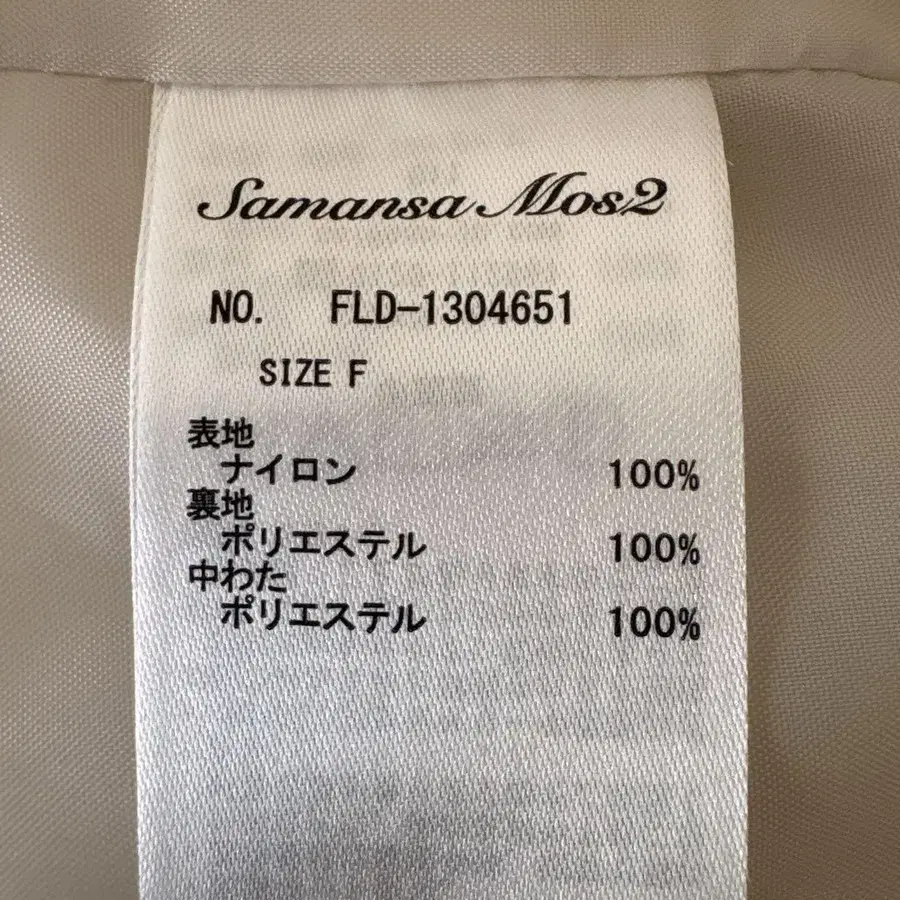 Samansa Mos2
NO. FLD-1304651
SIZE F
表地
ナイロン 100%
裏地
ポリエステル 100%
中わた
ポリエステル 100%